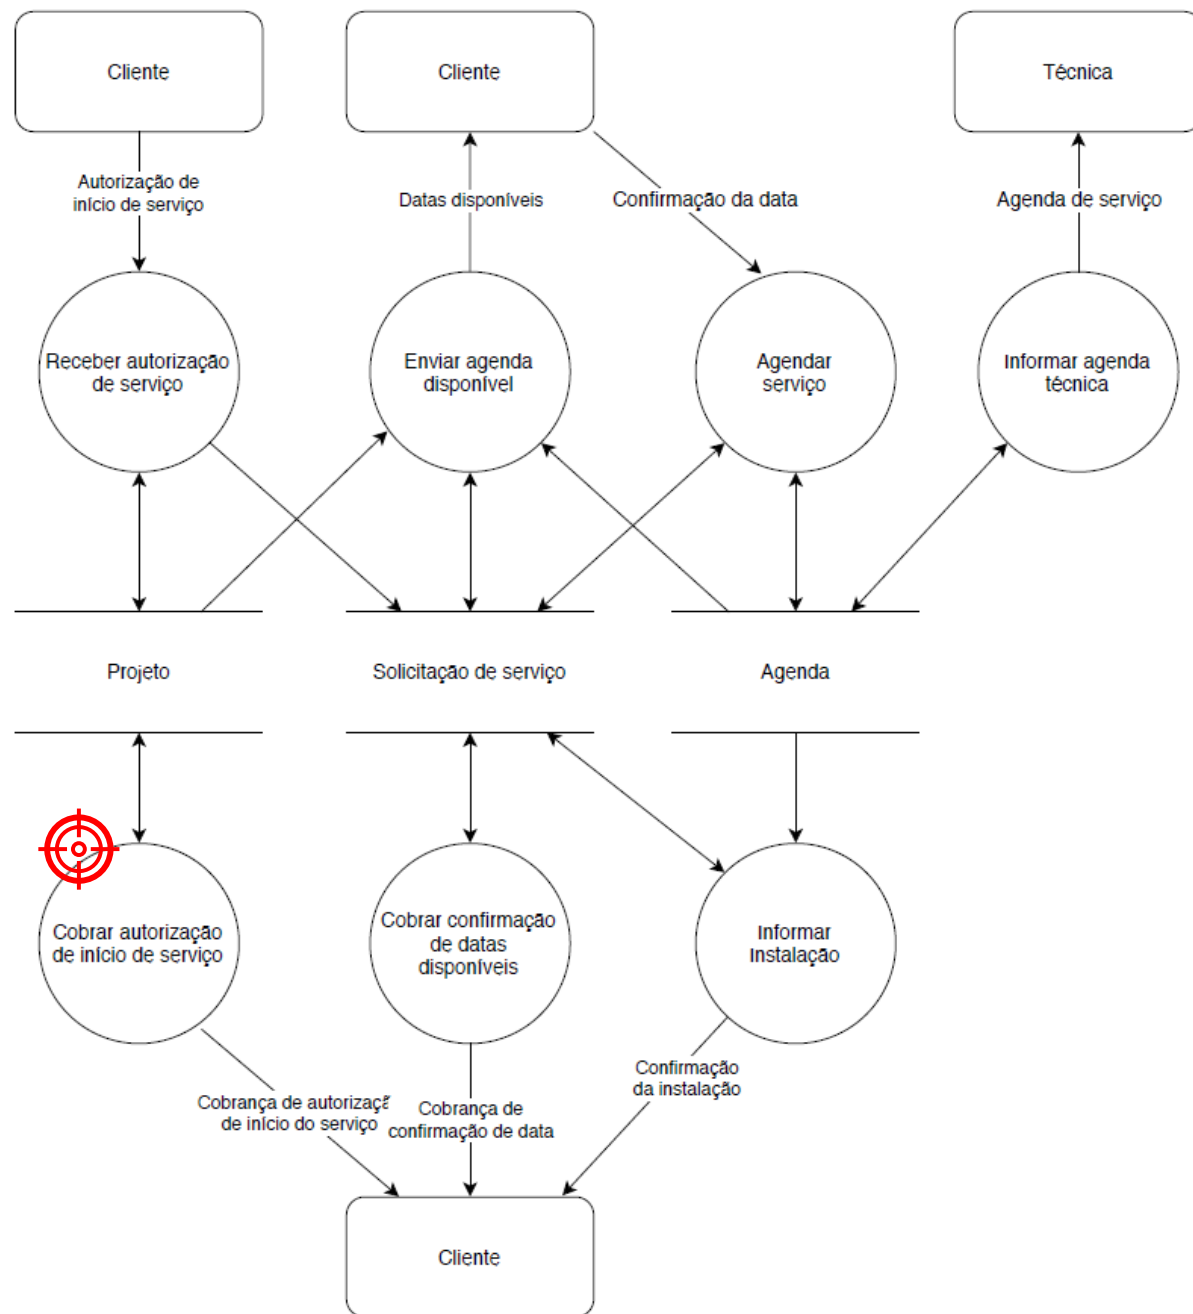 Cliente
Cliente
Técnica
Autorização de
início de serviço
Datas disponíveis
Confirmação da data
Agenda de serviço
Receber autorização
de serviço
Enviar agenda
disponível
Agendar
serviço
Informar agenda
técnica
Projeto
Solicitação de serviço
Agenda
Cobrar autorização
de início de serviço
Cobrar confirmação
de datas
disponíveis
Informar
Instalação
Cobrança de autorizaçã
de início do serviço
Cobrança de
confirmação de data
Confirmação
da instalação
Cliente